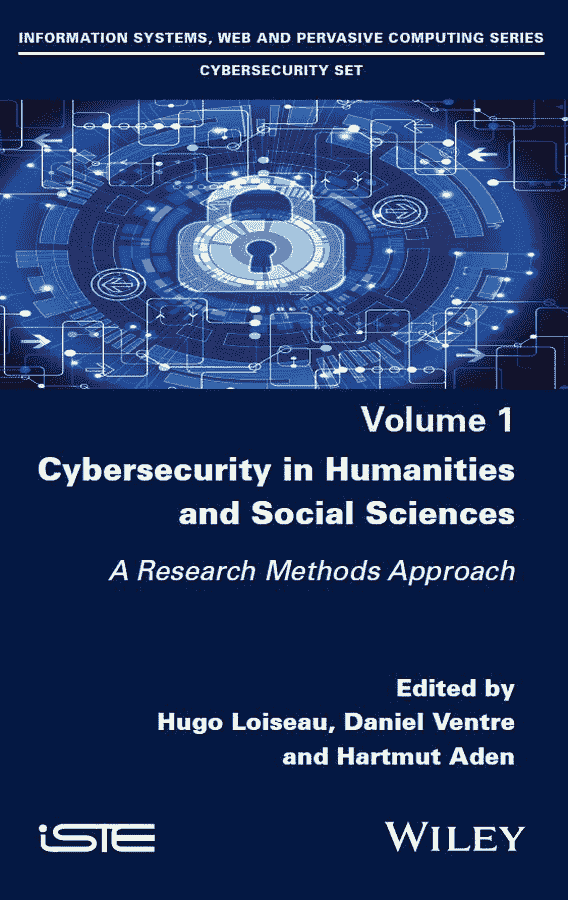 INFORMATION SYSTEMS, WEB AND PERVASIVE COMPUTING SERIES
CYBERSECURITY SET
Volume 1
Cybersecurity in Humanities
and Social Sciences
A Research Methods Approach
Edited by
Hugo Loiseau, Daniel Ventre
and Hartmut Aden
iSTE
WILEY